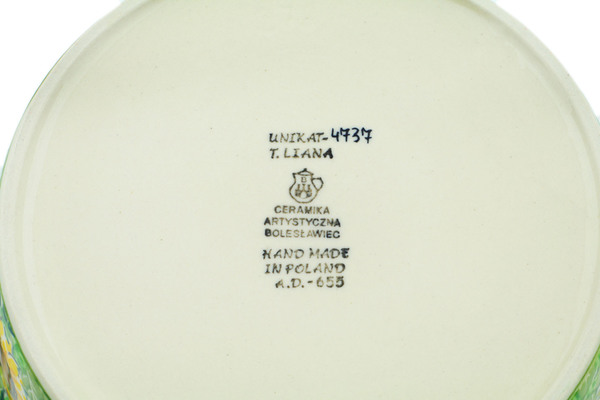 UNIKAT-4737
T. LIANA
CERAMIKA
ARTYSTYCZNA
BOLESŁAWIEC
HAND MADE
IN POLAND
A.D.-655